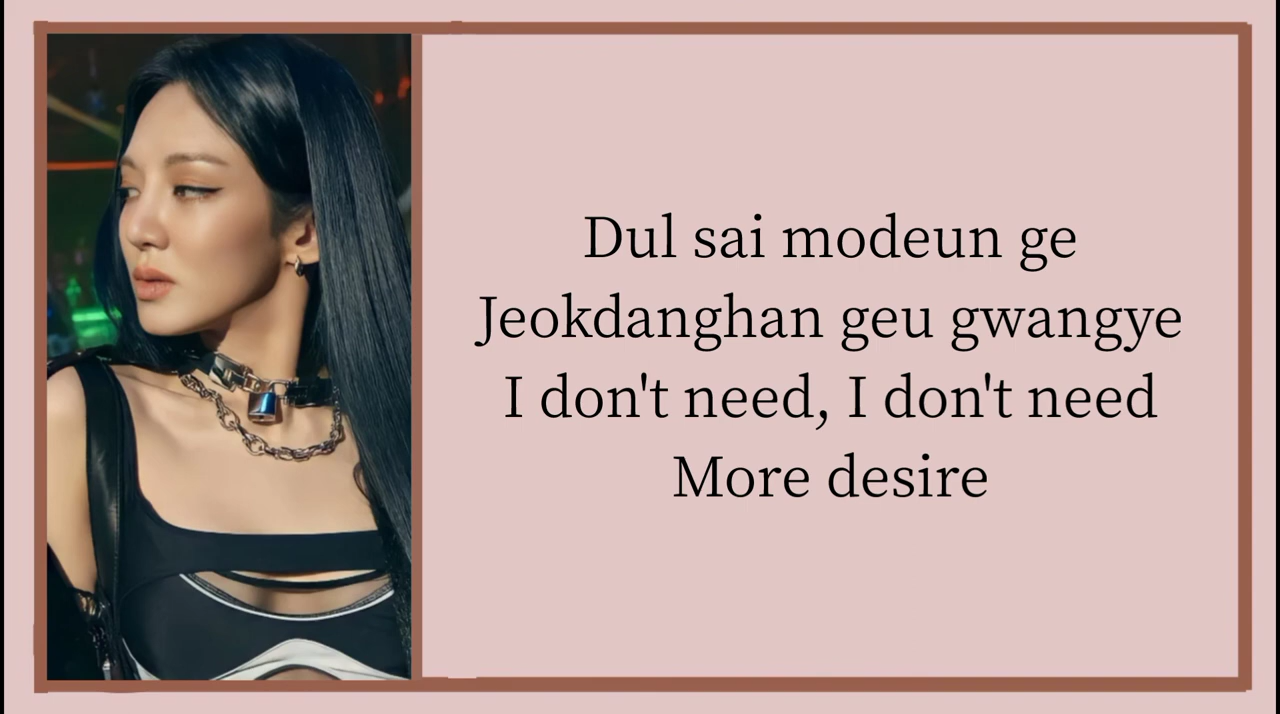 Dul sai modeun ge
Jeokdanghan geu gwangye
I don't need, I don't need
More desire